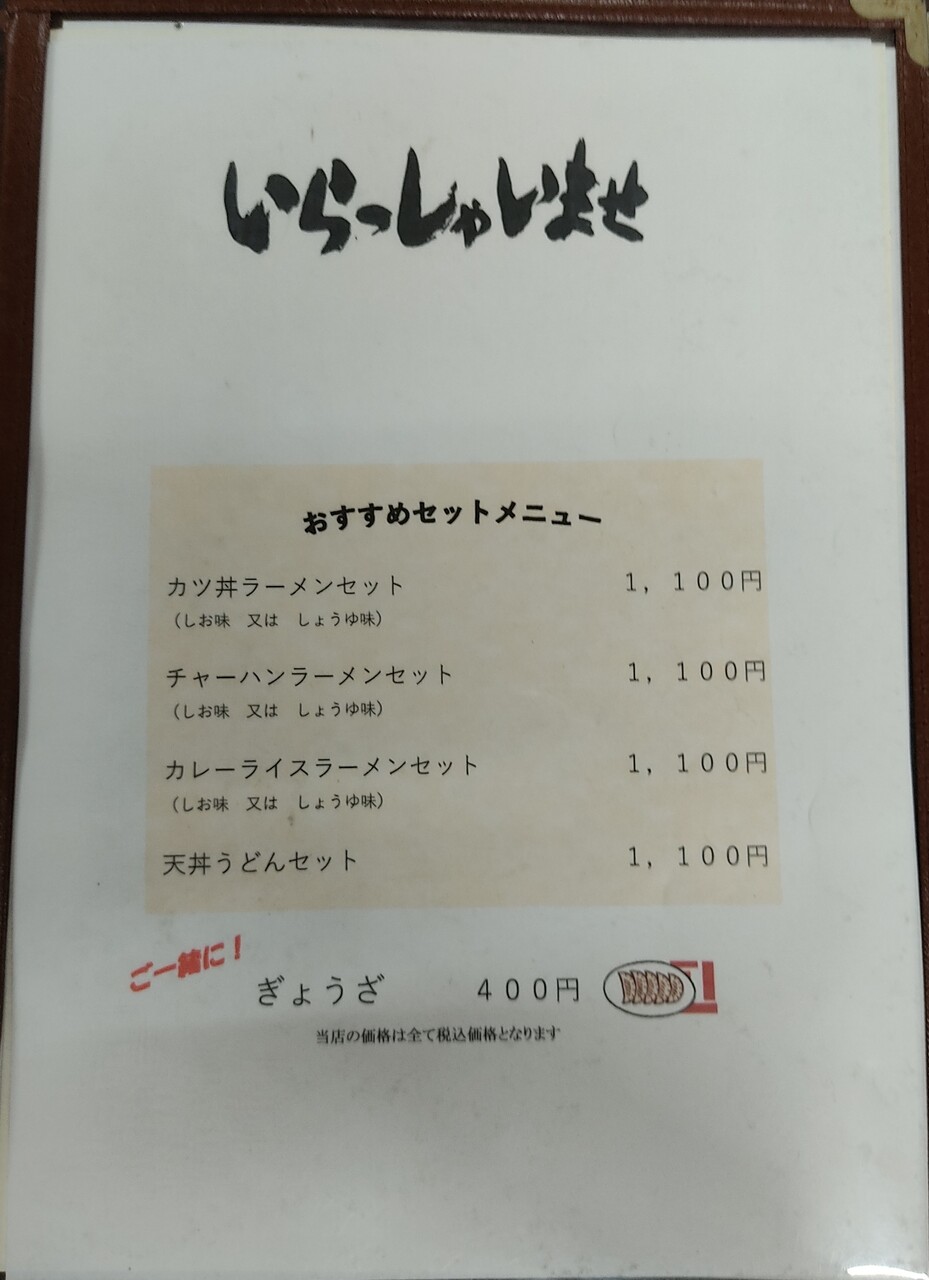 いらっしゃいませ
おすすめセットメニュー
カツ丼ラーメンセット　１，１００円
（しお味　又は　しょうゆ味）
チャーハンラーメンセット　１，１００円
（しお味　又は　しょうゆ味）
カレーライスラーメンセット　１，１００円
（しお味　又は　しょうゆ味）
天丼うどんセット　１，１００円
ご一緒に！
ぎょうざ　４００円
当店の価格は全て税込価格となります